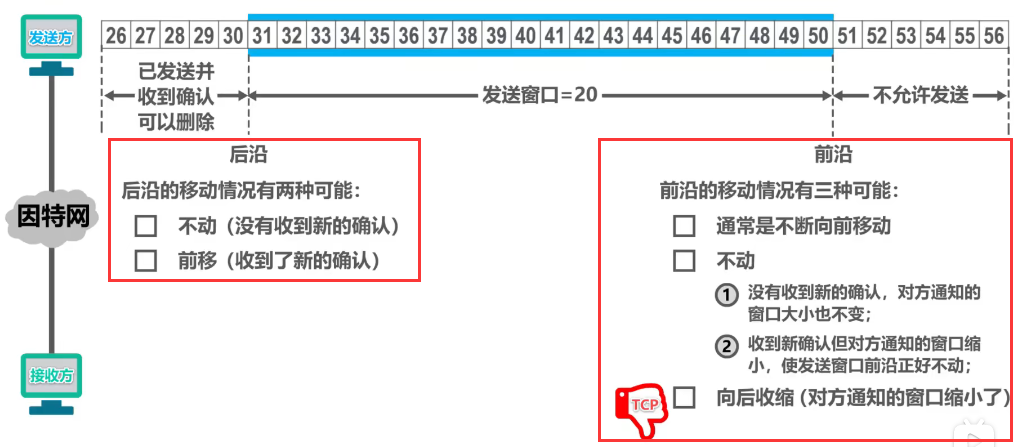 发送方
26 27 28 29 30 31 32 33 34 35 36 37 38 39 40 41 42 43 44 45 46 47 48 49 50 51 52 53 54 55 56
已发送并
收到确认
可以删除
发送窗口=20
不允许发送
后沿
后沿的移动情况有两种可能：
不动（没有收到新的确认）
前移（收到了新的确认）
前沿
前沿的移动情况有三种可能：
通常是不断向前移动
不动
1 没有收到新的确认，对方通知的
窗口大小也不变；
2 收到新确认但对方通知的窗口缩
小，使发送窗口前沿正好不动；
TCP 向后收缩 (对方通知的窗口缩小了)
因特网
接收方